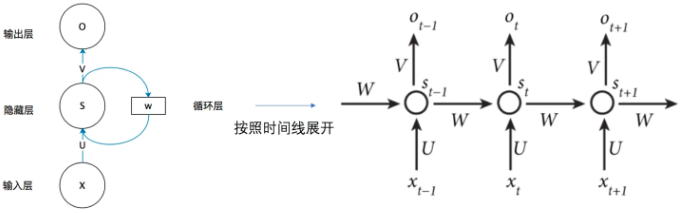 输出层
O
V
隐藏层
S
W
循环层
U
输入层
X
按照时间线展开
o_{t-1} o_t o_{t+1}
V V V
W s_{t-1} s_t s_{t+1}
W W W
U U U
x_{t-1} x_t x_{t+1}